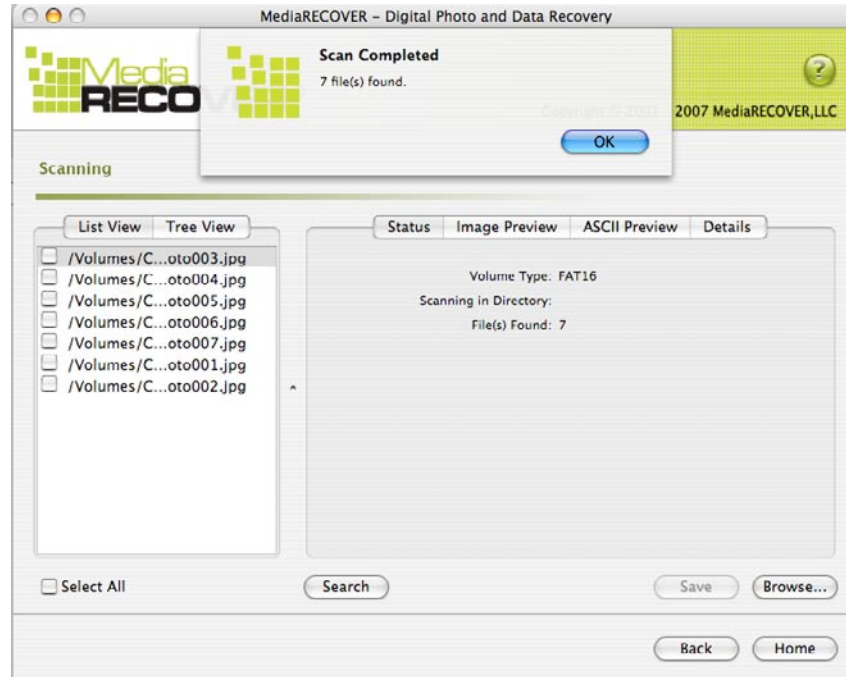 MediaRECOVER – Digital Photo and Data Recovery
Scan Completed
7 file(s) found.
OK
Media
RECOV
?
Copyright © 2001 2007 MediaRECOVER,LLC
Scanning
List View Tree View
/Volumes/C...oto003.jpg
/Volumes/C...oto004.jpg
/Volumes/C...oto005.jpg
/Volumes/C...oto006.jpg
/Volumes/C...oto007.jpg
/Volumes/C...oto001.jpg
/Volumes/C...oto002.jpg
Status Image Preview ASCII Preview Details
Volume Type: FAT16
Scanning in Directory:
File(s) Found: 7
Select All
Search
Save
Browse...
Back
Home